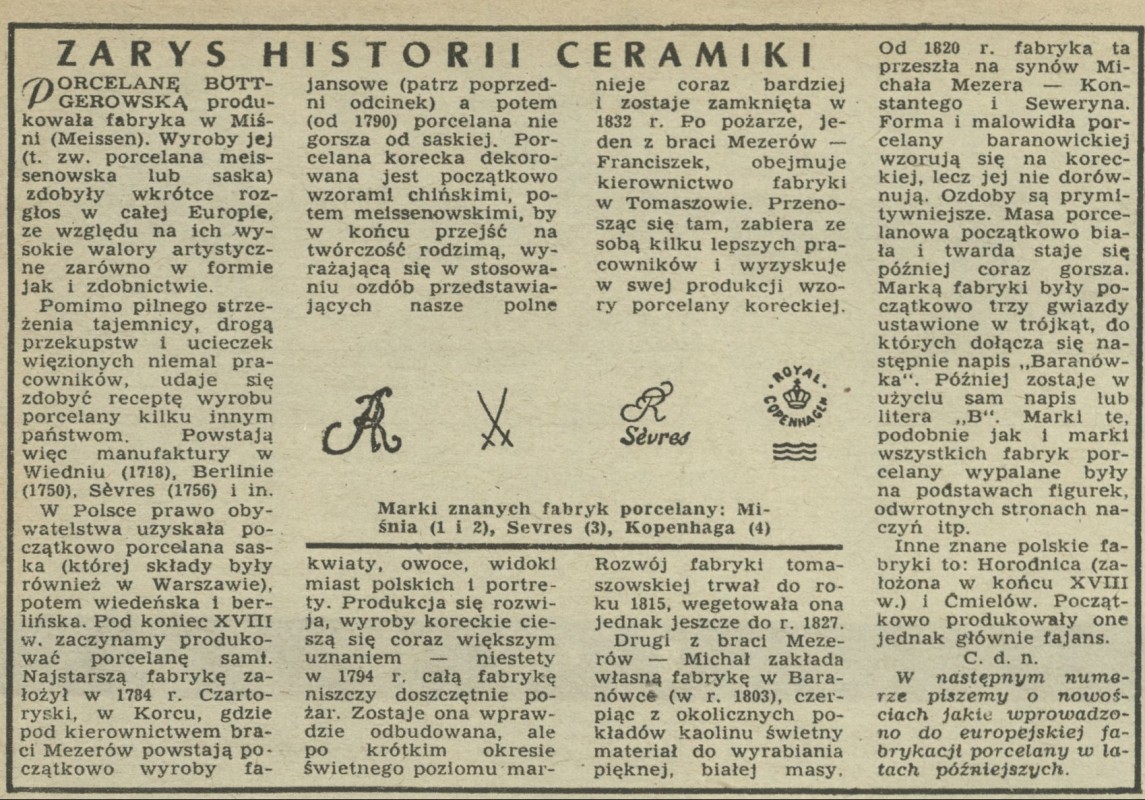 ZARYS HISTORII CERAMIKI
PORCELANĘ BÖTT-
GEROWSKĄ produ-
kowała fabryka w Miś-
ni (Meissen). Wyroby jej
(t. zw. porcelana meis-
senowska lub saska)
zdobyły wkrótce roz-
głos w całej Europie,
ze względu na ich wy-
sokie walory artystycz-
ne zarówno w formie
jak i zdobnictwie.
Pomimo pilnego strze-
żenia tajemnicy, drogą
przekupstw i ucieczek
więzionych niemal pra-
cowników, udaje się
zdobyć receptę wyrobu
porcelany kilku innym
państwom. Powstają
więc manufaktury w
Wiedniu (1718), Berlinie
(1750), Sèvres (1756) i in.
W Polsce prawo oby-
watelstwa uzyskała po-
czątkowo porcelana sas-
ka (której składy były
również w Warszawie),
potem wiedeńska i ber-
lińska. Pod koniec XVIII
w. zaczynamy produko-
wać porcelanę sami.
Najstarszą fabrykę za-
łożył w 1784 r. Czarto-
ryski, w Korcu, gdzie
pod kierownictwem bra-
ci Mezerów powstają po-
czątkowo wyroby fa-
jansowe (patrz poprzed-
ni odcinek) a potem
(od 1790) porcelana nie
gorsza od saskiej. Por-
celana korecka dekoro-
wana jest początkowo
wzorami chińskimi, po-
tem meissenowskimi, by
w końcu przejść na
twórczość rodzimą, wy-
rażającą się w stosowa-
niu ozdób przedstawia-
jących nasze polne
kwiaty, owoce, widoki
miast polskich i portre-
ty. Produkcja się rozwi-
ja, wyroby koreckie cie-
szą się coraz większym
uznaniem — niestety
w 1794 r. całą fabrykę
niszczy doszczętnie po-
żar. Zostaje ona wpraw-
dzie odbudowana, ale
po krótkim okresie
świetnego poziomu mar-
nieje coraz bardziej
i zostaje zamknięta w
1832 r. Po pożarze, je-
den z braci Mezerów —
Franciszek, obejmuje
kierownictwo fabryki
w Tomaszowie. Przeno-
sząc się tam, zabiera ze
sobą kilku lepszych pra-
cowników i wyzyskuje
w swej produkcji wzo-
ry porcelany koreckiej.
Sèvres
ROYAL
COPENHAGEN
Marki znanych fabryk porcelany: Mi-
śnia (1 i 2), Sevres (3), Kopenhaga (4)
Rozwój fabryki toma-
szowskiej trwał do ro-
ku 1815, wegetowała ona
jednak jeszcze do r. 1827.
Drugi z braci Meze-
rów — Michał zakłada
własną fabrykę w Bara-
nówce (w r. 1803), czer-
piąc z okolicznych po-
kładów kaolinu świetny
materiał do wyrabiania
pięknej, białej masy.
Od 1820 r. fabryka ta
przeszła na synów Mi-
chała Mezera — Kon-
stantego i Seweryna.
Forma i malowidła por-
celany baranowickiej
wzorują się na korec-
kiej, lecz jej nie dorów-
nują. Ozdoby są prymi-
tywniejsze. Masa porce-
lanowa początkowo bia-
ła i twarda staje się
później coraz gorsza.
Marką fabryki były po-
czątkowo trzy gwiazdy
ustawione w trójkąt, do
których dołącza się na-
stępnie napis „Baranów-
ka“. Później zostaje w
użyciu sam napis lub
litera „B“. Marki te,
podobnie jak i marki
wszystkich fabryk por-
celany wypalane były
na podstawach figurek,
odwrotnych stronach na-
czyń itp.
Inne znane polskie fa-
bryki to: Horodnica (za-
łożona w końcu XVIII
w.) i Ćmielów. Począt-
kowo produkowały one
jednak głównie fajans.
C. d. n.
W następnym nume-
rze piszemy o nowoś-
ciach jakie wprowadzo-
no do europejskiej fa-
brykacji porcelany w la-
tach późniejszych.